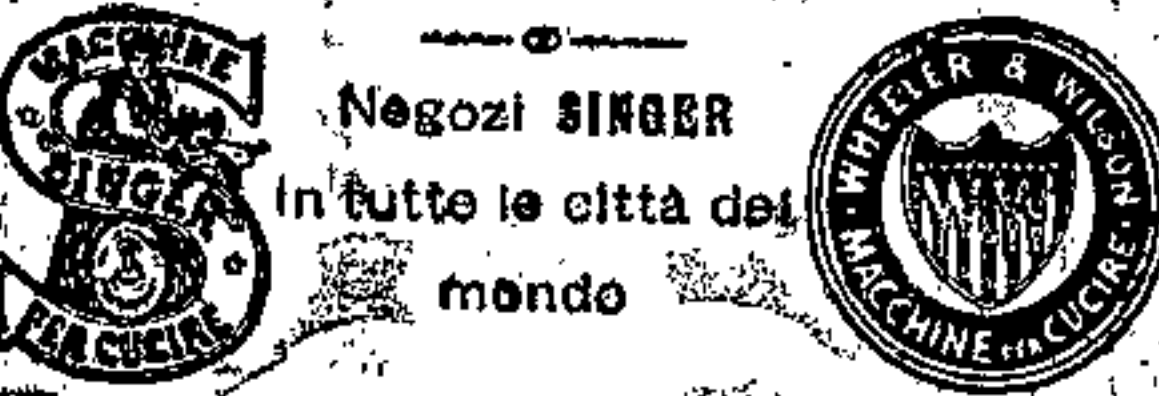 MACCHINE
SINGER
PER CUCIRE
Negozi SINGER
in tutte le città del
mondo
WHEELER & WILSON
MACCHINE PER CUCIRE